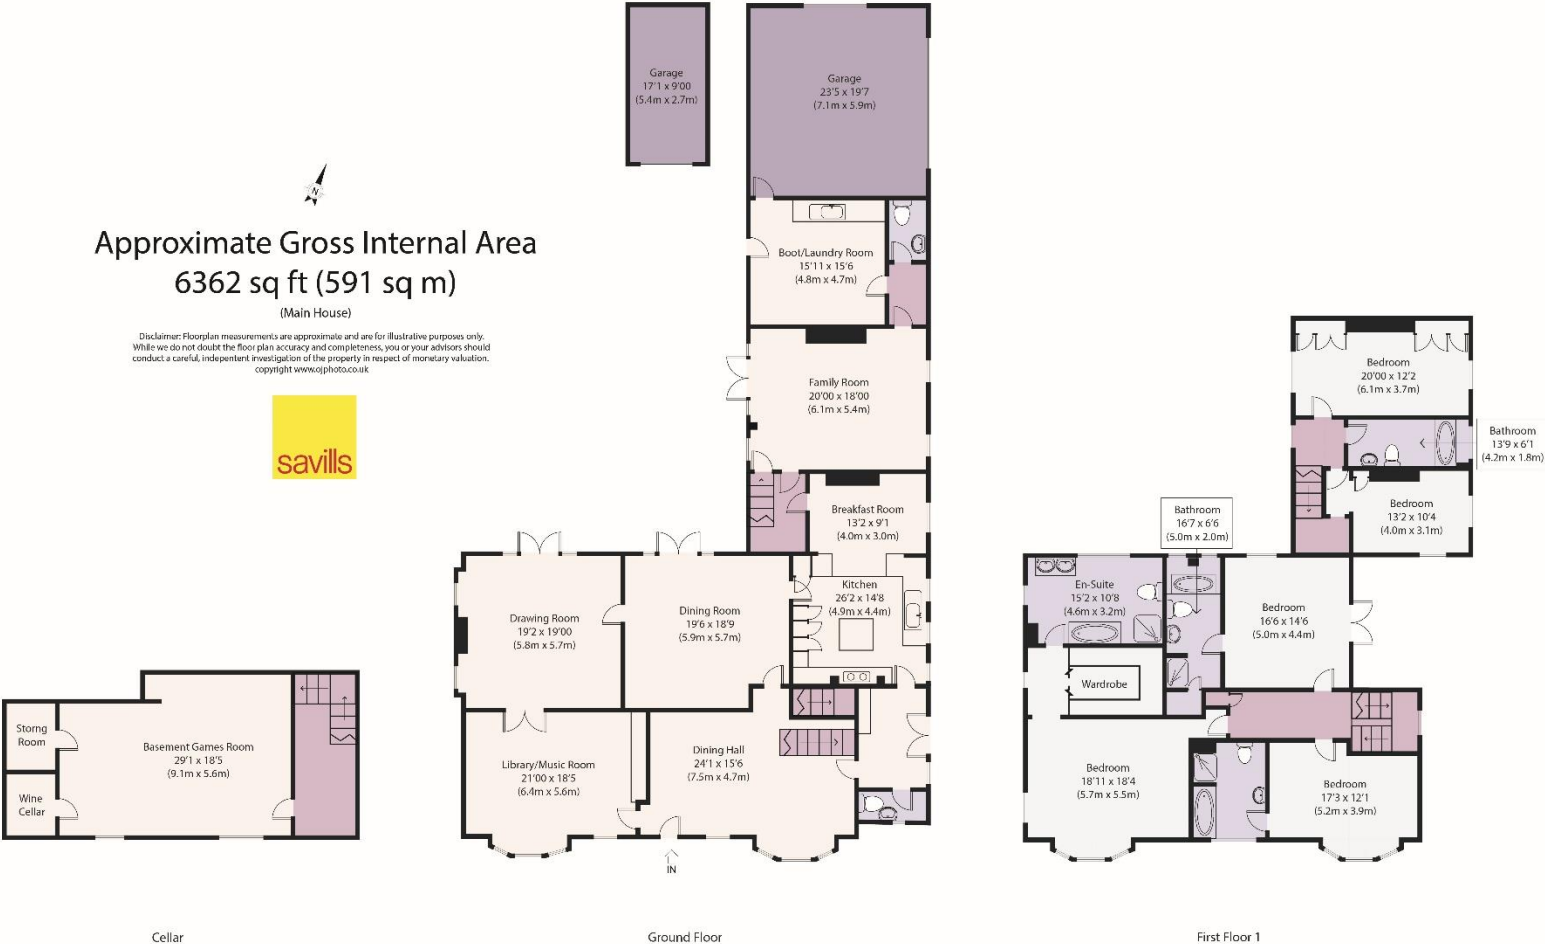 Garage
17'1 x 9'00
(5.4m x 2.7m)
Garage
23'5 x 19'7
(7.1m x 5.9m)
N
Approximate Gross Internal Area
6362 sq ft (591 sq m)
(Main House)
Disclaimer: Floorplan measurements are approximate and are for illustrative purposes only.
While we do not doubt the floor plan accuracy and completeness, you or your advisors should
conduct a careful, indepentent investigation of the property in respect of monetary valuation.
copyright www.ojphoto.co.uk
savills
Boot/Laundry Room
15'11 x 15'6
(4.8m x 4.7m)
Family Room
20'00 x 18'00
(6.1m x 5.4m)
Breakfast Room
13'2 x 9'1
(4.0m x 3.0m)
Kitchen
26'2 x 14'8
(4.9m x 4.4m)
Drawing Room
19'2 x 19'00
(5.8m x 5.7m)
Dining Room
19'6 x 18'9
(5.9m x 5.7m)
Library/Music Room
21'00 x 18'5
(6.4m x 5.6m)
Dining Hall
24'1 x 15'6
(7.5m x 4.7m)
IN
Storng
Room
Wine
Cellar
Basement Games Room
29'1 x 18'5
(9.1m x 5.6m)
Bedroom
20'00 x 12'2
(6.1m x 3.7m)
Bathroom
13'9 x 6'1
(4.2m x 1.8m)
Bedroom
13'2 x 10'4
(4.0m x 3.1m)
Bathroom
16'7 x 6'6
(5.0m x 2.0m)
En-Suite
15'2 x 10'8
(4.6m x 3.2m)
Bedroom
16'6 x 14'6
(5.0m x 4.4m)
Wardrobe
Bedroom
18'11 x 18'4
(5.7m x 5.5m)
Bedroom
17'3 x 12'1
(5.2m x 3.9m)
Cellar
Ground Floor
First Floor 1